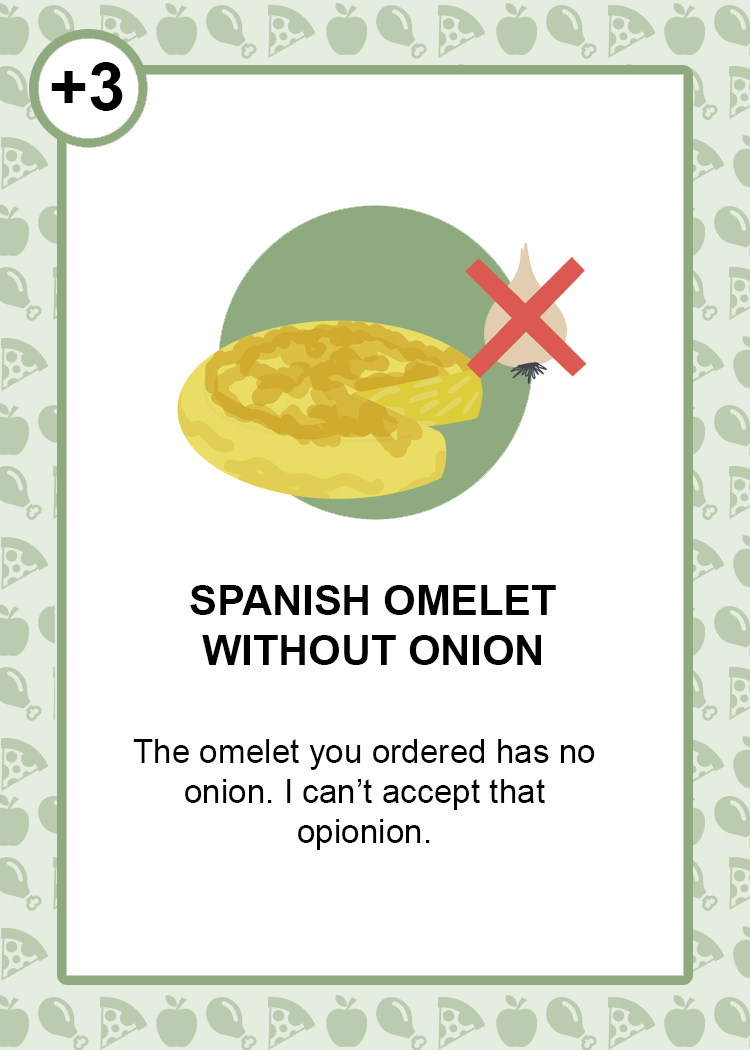 +3
SPANISH OMELET
WITHOUT ONION
The omelet you ordered has no
onion. I can’t accept that
opionion.